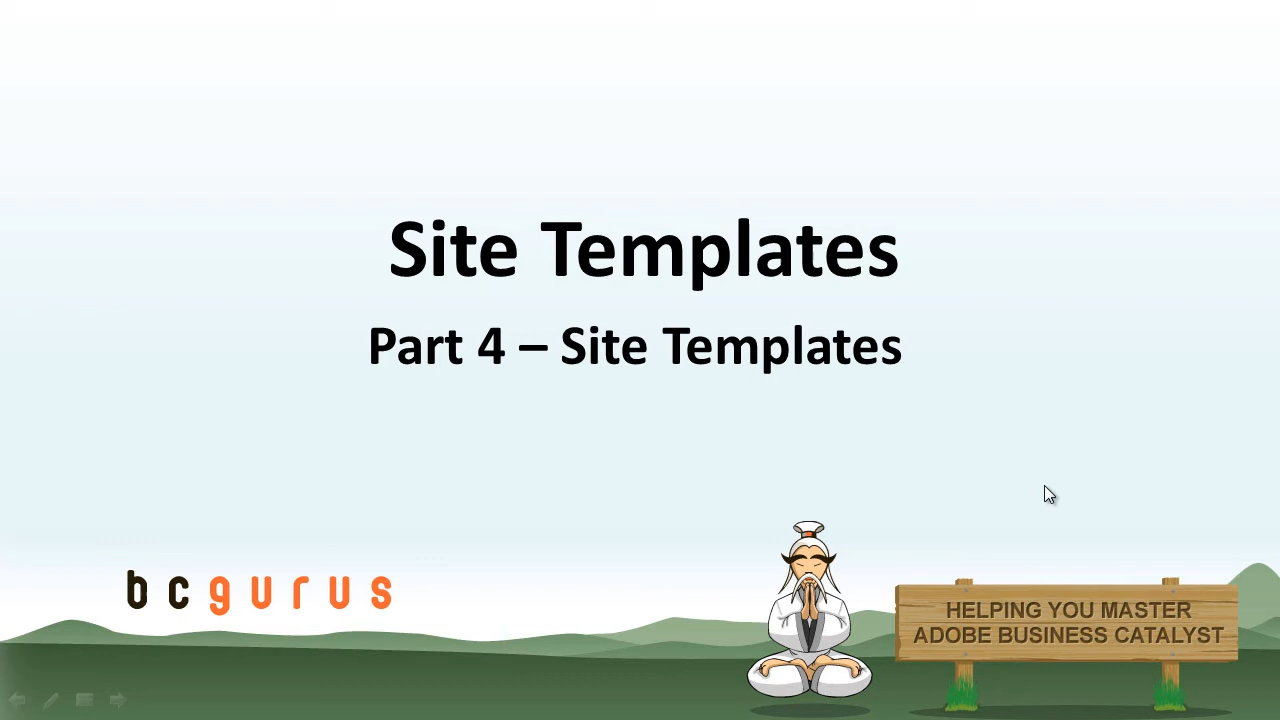 Site Templates
Part 4 – Site Templates
bcgurus
HELPING YOU MASTER
ADOBE BUSINESS CATALYST